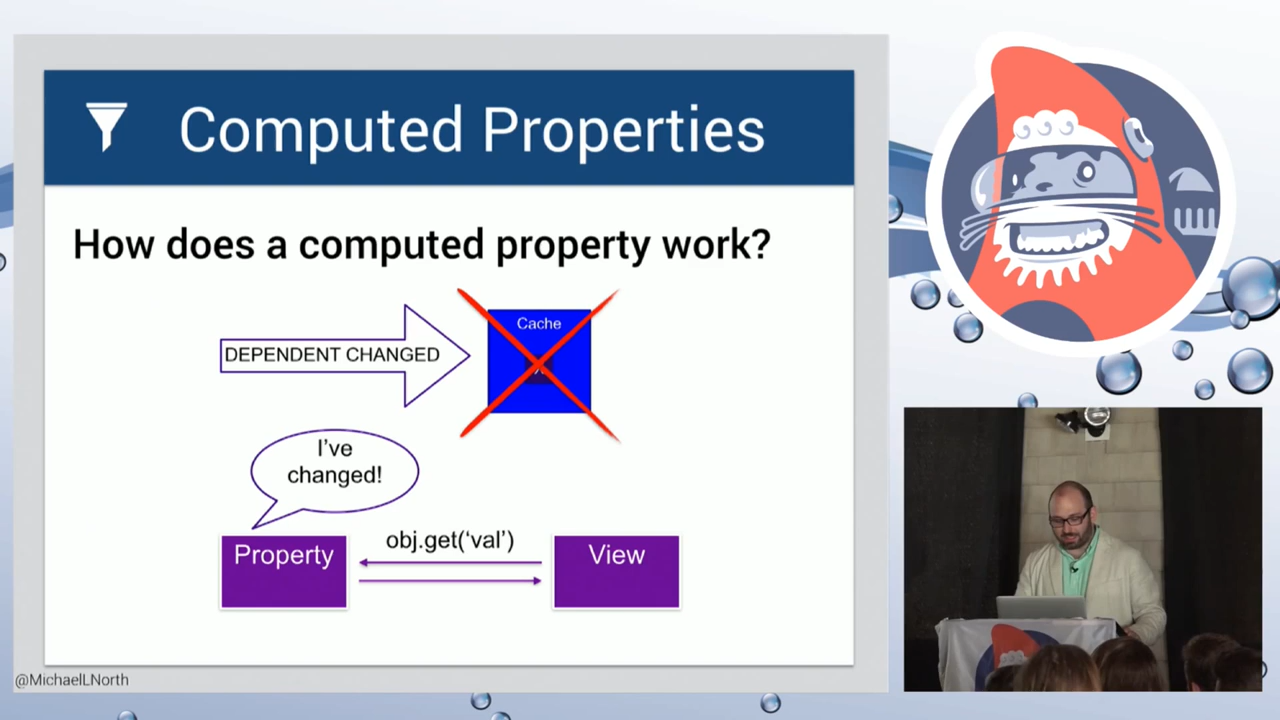 Computed Properties
How does a computed property work?
Cache
DEPENDENT CHANGED
I've
changed!
obj.get('val')
Property
View
@MichaelLNorth